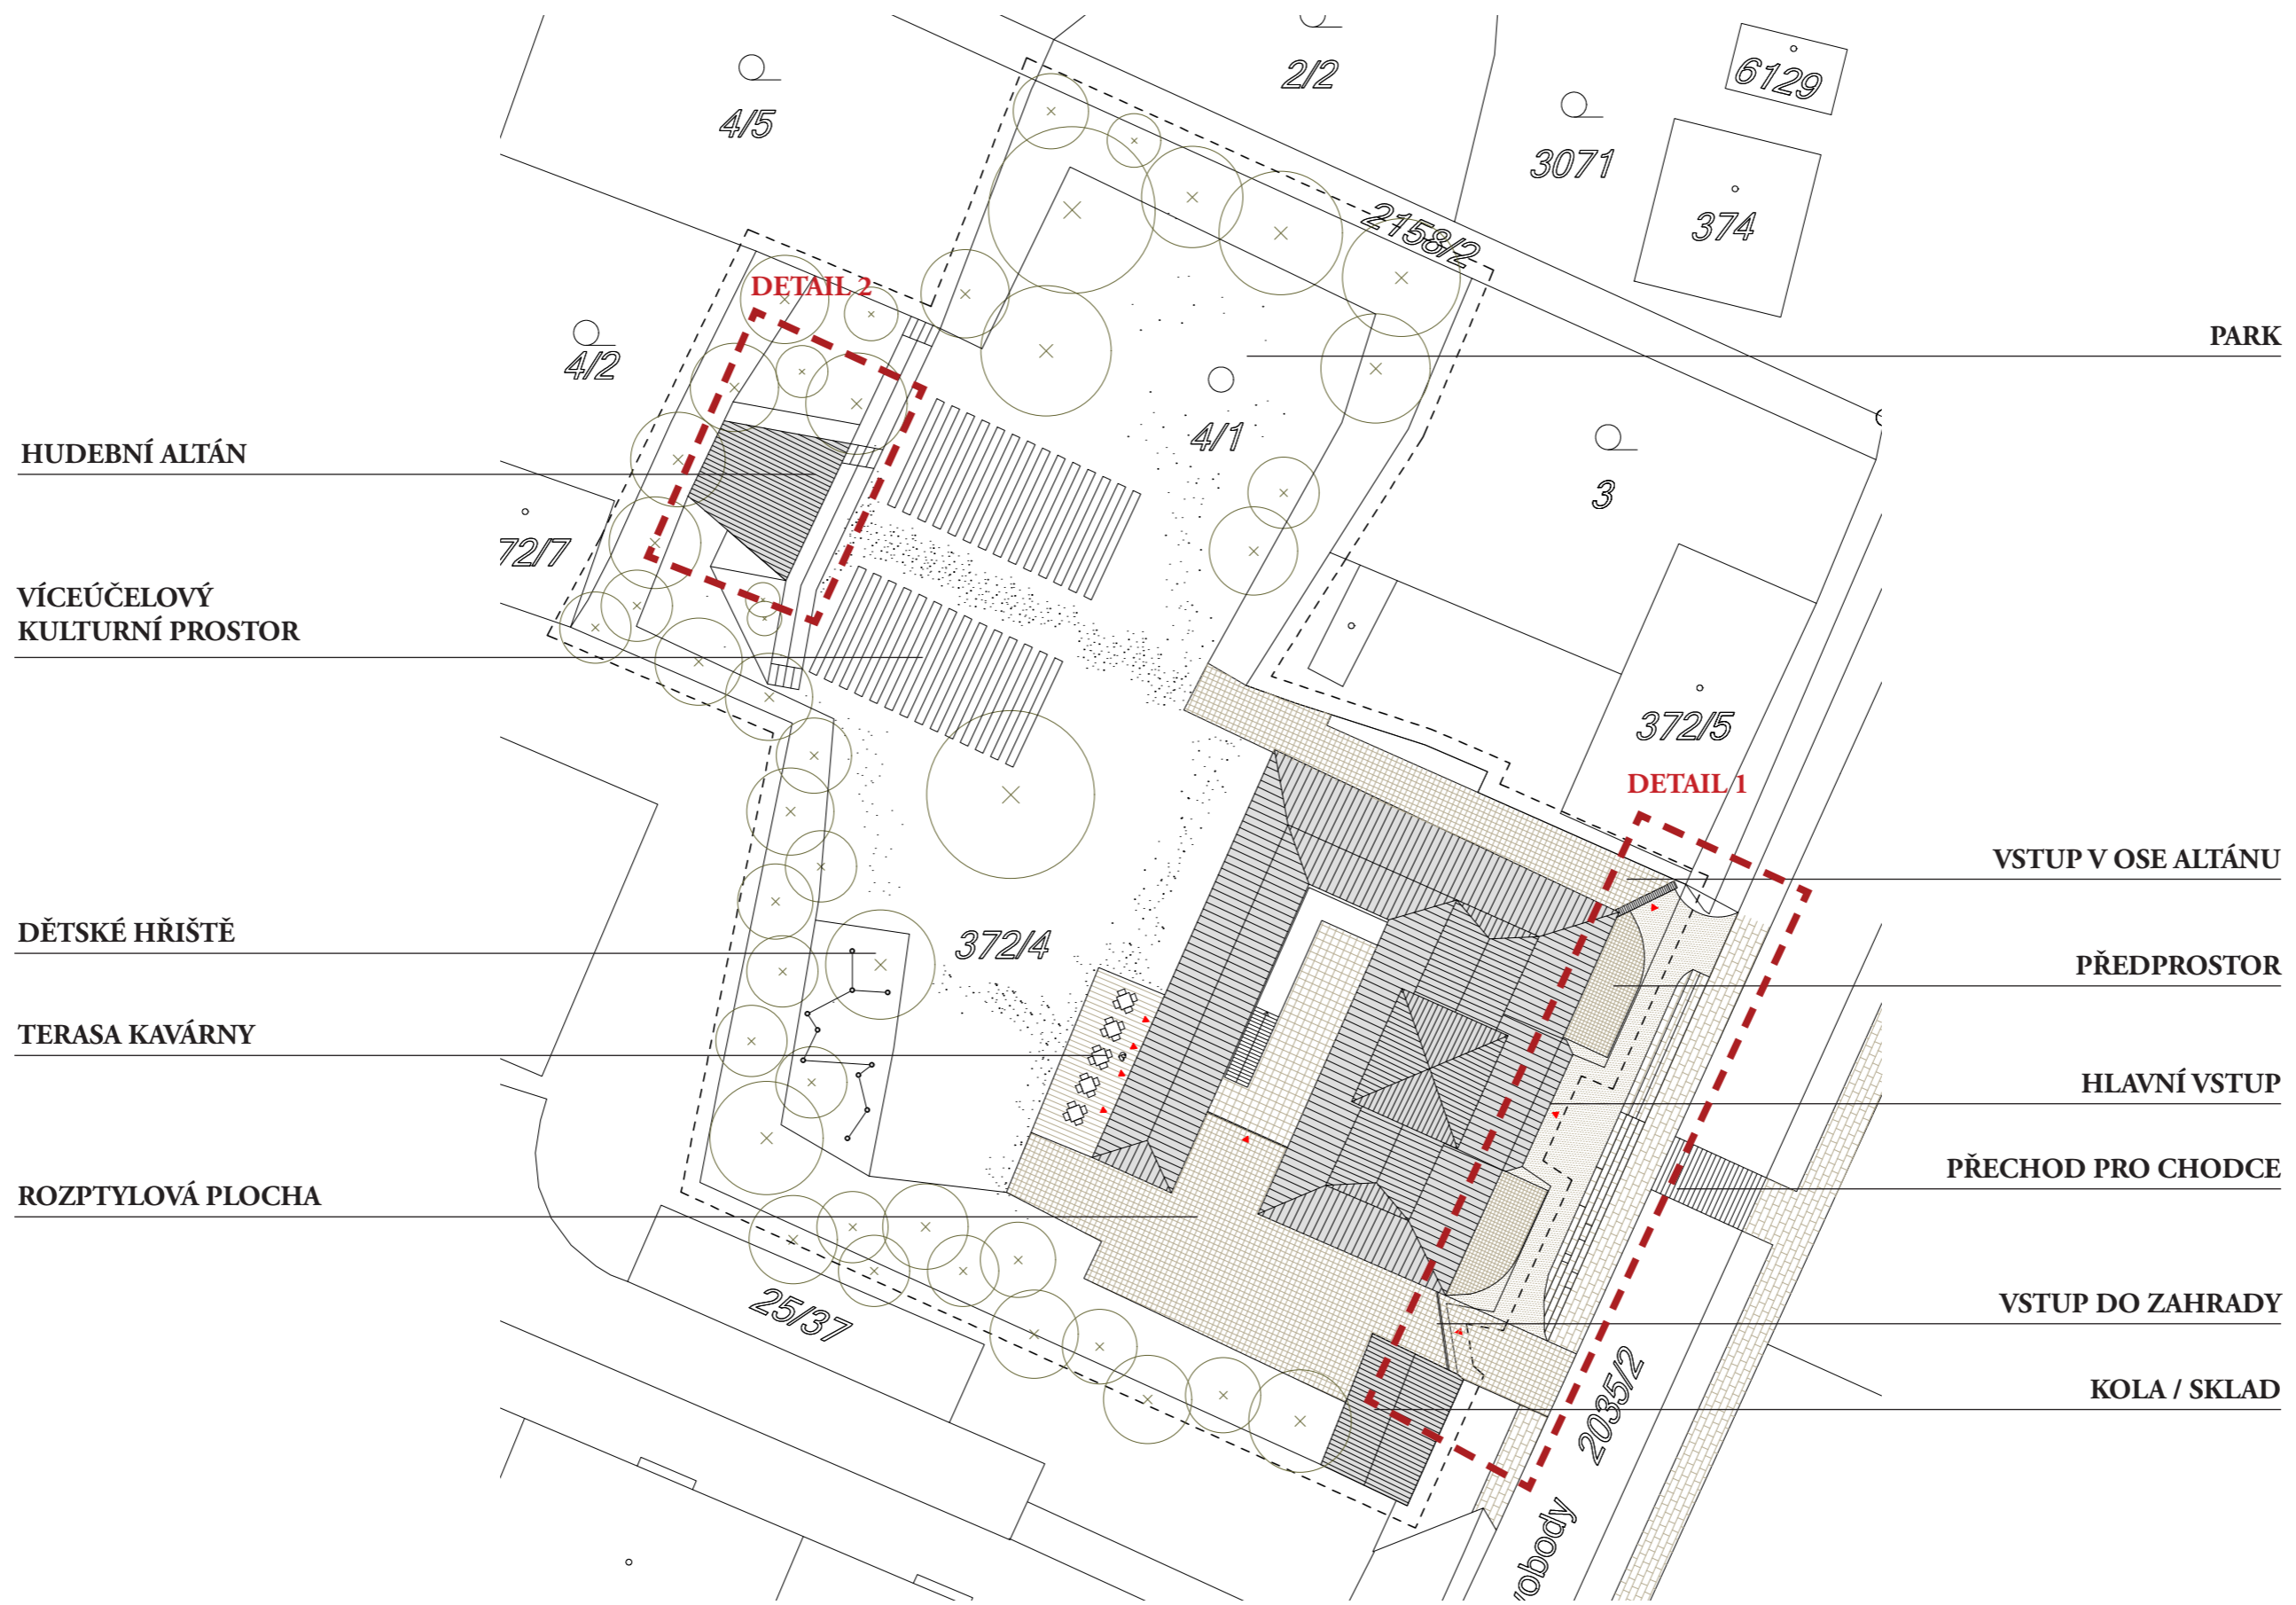 4/5
2/2
6129
3071
374
2158/2
DETAIL 2
PARK
4/2
4/1
HUDEBNÍ ALTÁN
3
72/7
VÍCEÚČELOVÝ
KULTURNÍ PROSTOR
372/5
DETAIL 1
VSTUP V OSE ALTÁNU
DĚTSKÉ HŘIŠTĚ
372/4
PŘEDPROSTOR
TERASA KAVÁRNY
HLAVNÍ VSTUP
PŘECHOD PRO CHODCE
ROZPTYLOVÁ PLOCHA
25/37
VSTUP DO ZAHRADY
2035/2
KOLA / SKLAD
vobody